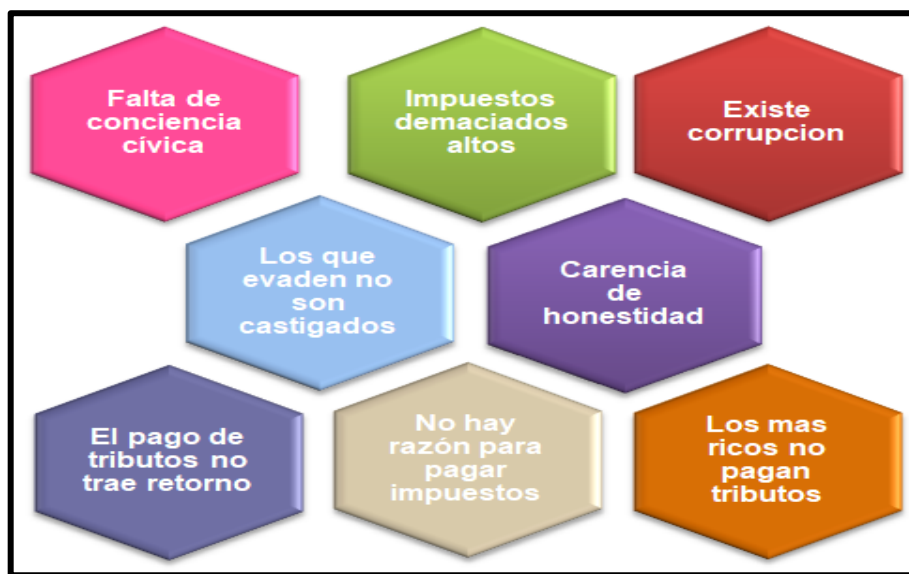 Falta de
conciencia
cívica
Impuestos
demaciados
altos
Existe
corrupcion
Los que
evaden no
son
castigados
Carencia
de
honestidad
El pago de
tributos no
trae retorno
No hay
razón para
pagar
impuestos
Los mas
ricos no
pagan
tributos